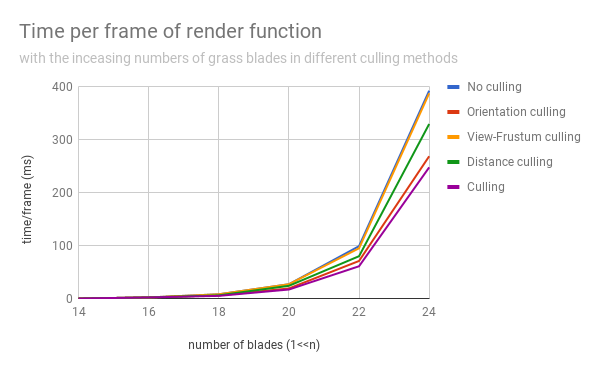 Time per frame of render function
with the inceasing numbers of grass blades in different culling methods
400
300
200
100
0
time/frame (ms)
14
16
18
20
22
24
number of blades (1<<n)
No culling
Orientation culling
View-Frustum culling
Distance culling
Culling